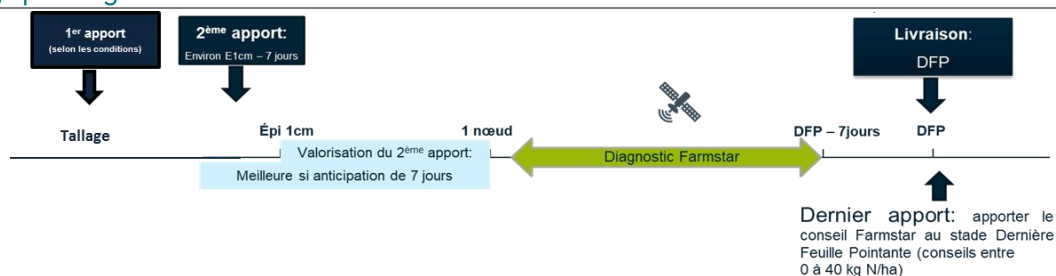 1er apport
(selon les conditions)
2ème apport:
Environ E1cm – 7 jours
Livraison:
DFP
Tallage
Épi 1cm
1 nœud
DFP – 7jours
DFP
Valorisation du 2ème apport:
Meilleure si anticipation de 7 jours
Diagnostic Farmstar
Dernier apport: apporter le
conseil Farmstar au stade Dernière
Feuille Pointante (conseils entre
0 à 40 kg N/ha)